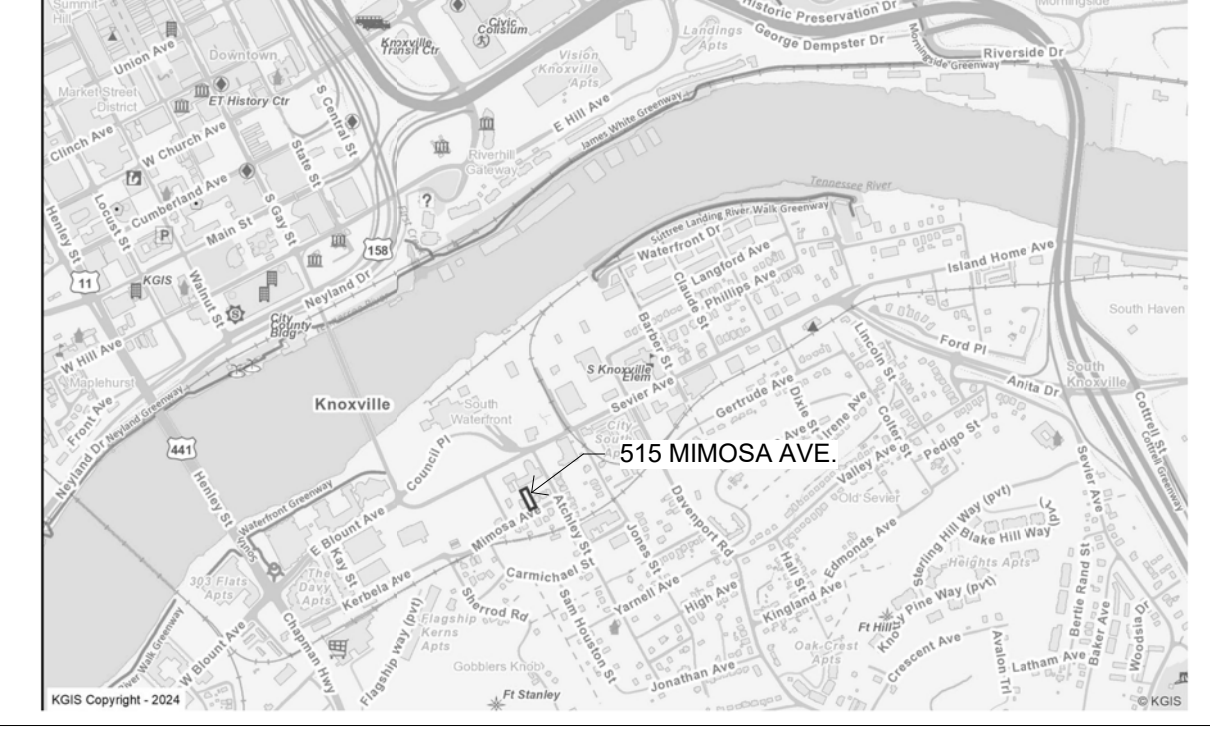 Summit
Hill
Union Ave
Downtown
Market Street
District
ET History Ctr
Clinch Ave
W Church Ave
Cumberland Ave
Main St
Locust St
Henley St
Walnut St
S Gay St
State St
S Central St
P
KGIS
11
158
?
S
City
County
Bldg
Neyland Dr
W Hill Ave
Maplehurst
Front Ave
Neyland Greenway
Neyland Dr
441
Henley St
Knoxville
Transit Ctr
Civic
Colisium
Vision
Knoxville
Apts
Landings
Apts
Historic Preservation Dr
George Dempster Dr
Morningside
Morningside Greenway
Riverside Dr
E Hill Ave
James White Greenway
Riverhill
Gateway
Tennessee River
Suttree Landing River Walk Greenway
Waterfront Dr
Langford Ave
Phillips Ave
Claude St
Barber St
Island Home Ave
South Haven
Lincoln St
Ford Pl
Anita Dr
South
Knoxville
Cottrell St
Cottrell Greenway
S Knoxville
Elem
Sevier Ave
Gertrude Ave
Dixie St
Irene Ave
Colter St
Pedigo St
Valley Ave
Old Sevier
Sevier Ave
Knoxville
South
Waterfront
Council Pl
515 MIMOSA AVE.
Waterfront Greenway
E Blount Ave
Mimosa Ave
Atchley St
Kay St
Kerbela Ave
The
Davy
Apts
303 Flats
Apts
W Blount Ave
River Walk Greenway
Chapman Hwy
Flagship Way (pvt)
Flagship
Kerns
Apts
Sherrod Rd
Carmichael St
Sam Houston St
Jones St
Davenport Rd
Yarnell Ave
High Ave
Hall St
Kingland Ave
Edmonds Ave
Sterling Hill Way (pvt)
Blake Hill Way
(pvt)
Heights Apts
Knotty Pine Way (pvt)
Ft Hill
Oak-Crest
Apts
Crescent Ave
Avalon Trl
Latham Ave
Bertie Rand St
Baker Ave
Woodsia Dr
Gobblers Knob
Jonathan Ave
Ft Stanley
KGIS Copyright - 2024
© KGIS